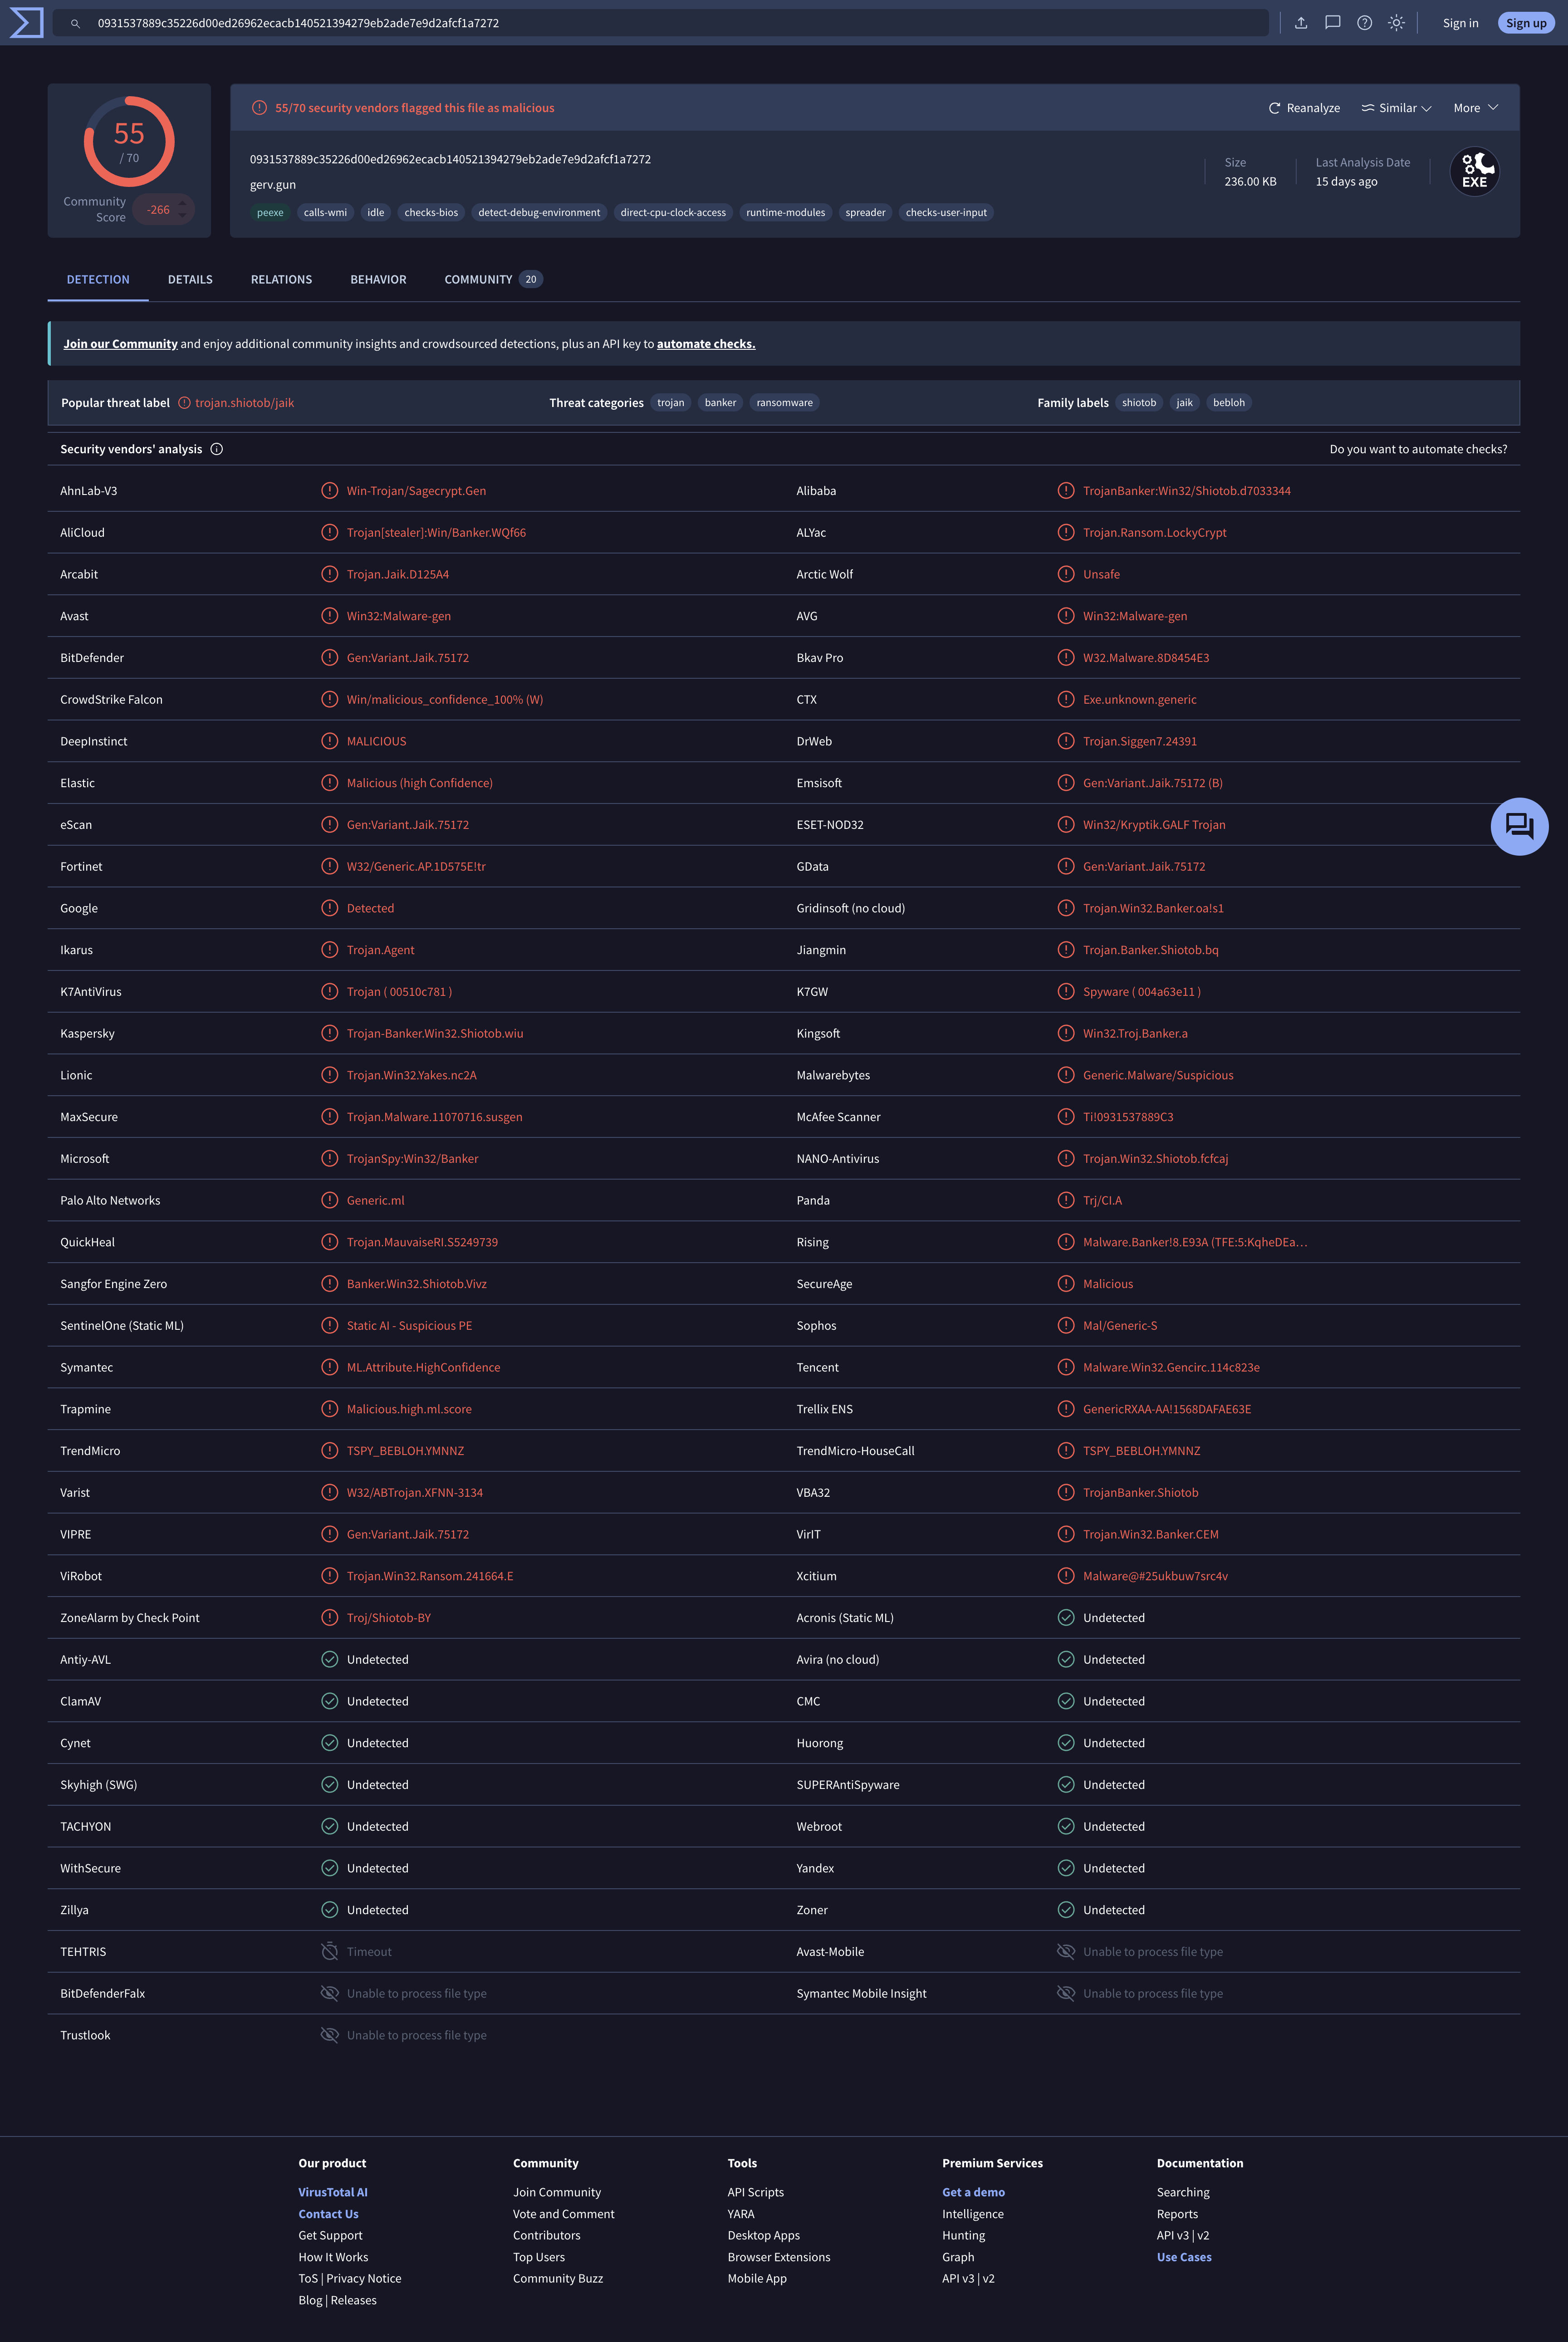 0931537889c35226d00ed26962ecacb140521394279eb2ade7e9d2afcf1a7272
Sign in
Sign up
55
/ 70
Community
Score
-266
55/70 security vendors flagged this file as malicious
Reanalyze
Similar
More
0931537889c35226d00ed26962ecacb140521394279eb2ade7e9d2afcf1a7272
gerv.gun
Size
236.00 KB
Last Analysis Date
15 days ago
EXE
peexe calls-wmi idle checks-bios detect-debug-environment direct-cpu-clock-access runtime-modules spreader checks-user-input
DETECTION DETAILS RELATIONS BEHAVIOR COMMUNITY 20
Join our Community and enjoy additional community insights and crowdsourced detections, plus an API key to automate checks.
Popular threat label trojan.shiotob/jaik Threat categories trojan banker ransomware Family labels shiotob jaik bebloh
Security vendors' analysis Do you want to automate checks?
AhnLab-V3 Win-Trojan/Sagecrypt.Gen Alibaba TrojanBanker:Win32/Shiotob.d7033344
AliCloud Trojan[stealer]:Win/Banker.WQf66 ALYac Trojan.Ransom.LockyCrypt
Arcabit Trojan.Jaik.D125A4 Arctic Wolf Unsafe
Avast Win32:Malware-gen AVG Win32:Malware-gen
BitDefender Gen:Variant.Jaik.75172 Bkav Pro W32.Malware.8D8454E3
CrowdStrike Falcon Win/malicious_confidence_100% (W) CTX Exe.unknown.generic
DeepInstinct MALICIOUS DrWeb Trojan.Siggen7.24391
Elastic Malicious (high Confidence) Emsisoft Gen:Variant.Jaik.75172 (B)
eScan Gen:Variant.Jaik.75172 ESET-NOD32 Win32/Kryptik.GALF Trojan
Fortinet W32/Generic.AP.1D575E!tr GData Gen:Variant.Jaik.75172
Google Detected Gridinsoft (no cloud) Trojan.Win32.Banker.oa!s1
Ikarus Trojan.Agent Jiangmin Trojan.Banker.Shiotob.bq
K7AntiVirus Trojan ( 00510c781 ) K7GW Spyware ( 004a63e11 )
Kaspersky Trojan-Banker.Win32.Shiotob.wiu Kingsoft Win32.Troj.Banker.a
Lionic Trojan.Win32.Yakes.nc2A Malwarebytes Generic.Malware/Suspicious
MaxSecure Trojan.Malware.11070716.susgen McAfee Scanner Ti!0931537889C3
Microsoft TrojanSpy:Win32/Banker NANO-Antivirus Trojan.Win32.Shiotob.fcfcaj
Palo Alto Networks Generic.ml Panda Trj/CI.A
QuickHeal Trojan.MauvaiseRI.S5249739 Rising Malware.Banker!8.E93A (TFE:5:KqheDEa…
Sangfor Engine Zero Banker.Win32.Shiotob.Vivz SecureAge Malicious
SentinelOne (Static ML) Static AI - Suspicious PE Sophos Mal/Generic-S
Symantec ML.Attribute.HighConfidence Tencent Malware.Win32.Gencirc.114c823e
Trapmine Malicious.high.ml.score Trellix ENS GenericRXAA-AA!1568DAFAE63E
TrendMicro TSPY_BEBLOH.YMNNZ TrendMicro-HouseCall TSPY_BEBLOH.YMNNZ
Varist W32/ABTrojan.XFNN-3134 VBA32 TrojanBanker.Shiotob
VIPRE Gen:Variant.Jaik.75172 VirIT Trojan.Win32.Banker.CEM
ViRobot Trojan.Win32.Ransom.241664.E Xcitium Malware@#25ukbuw7src4v
ZoneAlarm by Check Point Troj/Shiotob-BY Acronis (Static ML) Undetected
Antiy-AVL Undetected Avira (no cloud) Undetected
ClamAV Undetected CMC Undetected
Cynet Undetected Huorong Undetected
Skyhigh (SWG) Undetected SUPERAntiSpyware Undetected
TACHYON Undetected Webroot Undetected
WithSecure Undetected Yandex Undetected
Zillya Undetected Zoner Undetected
TEHTRIS Timeout Avast-Mobile Unable to process file type
BitDefenderFalx Unable to process file type Symantec Mobile Insight Unable to process file type
Trustlook Unable to process file type
Our product Community Tools Premium Services Documentation
VirusTotal AI Join Community API Scripts Get a demo Searching
Contact Us Vote and Comment YARA Intelligence Reports
Get Support Contributors Desktop Apps Hunting API v3 | v2
How It Works Top Users Browser Extensions Graph Use Cases
ToS | Privacy Notice Community Buzz Mobile App API v3 | v2
Blog | Releases